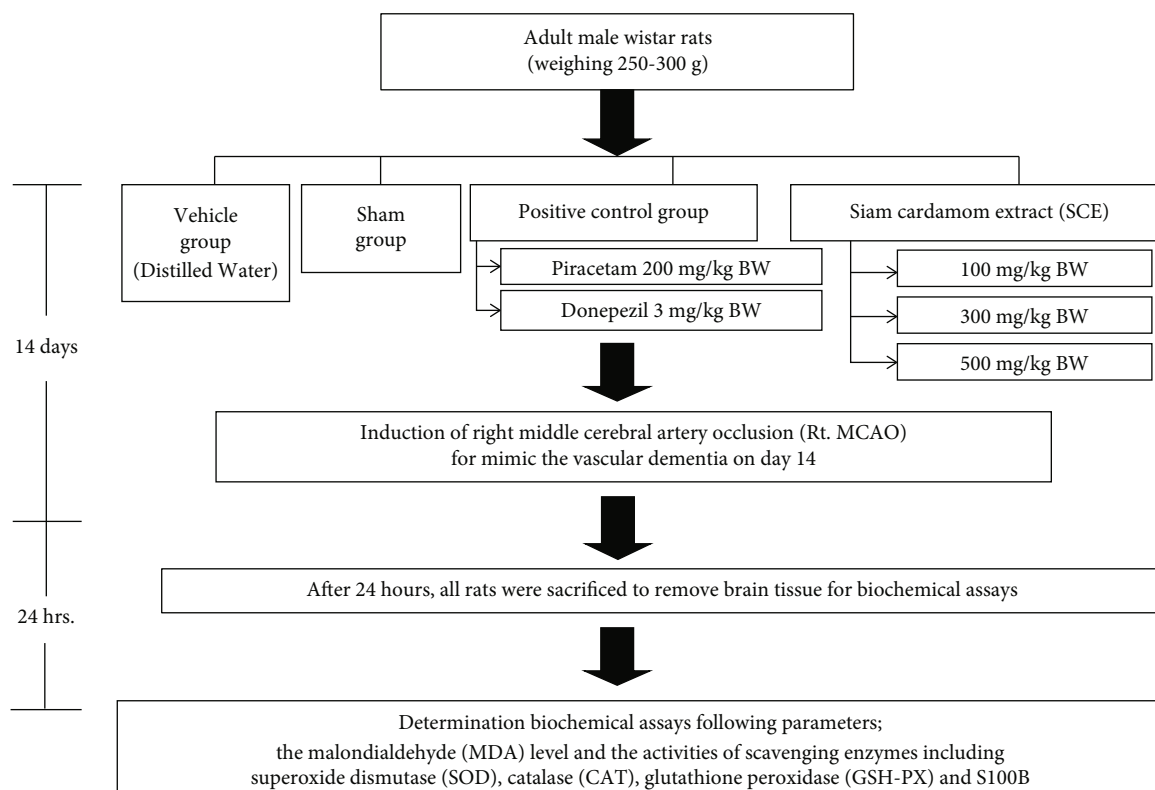 Adult male wistar rats
(weighing 250-300 g)
Vehicle
group
(Distilled Water)
Sham
group
Positive control group
Piracetam 200 mg/kg BW
Donepezil 3 mg/kg BW
Siam cardamom extract (SCE)
100 mg/kg BW
300 mg/kg BW
500 mg/kg BW
14 days
Induction of right middle cerebral artery occlusion (Rt. MCAO)
for mimic the vascular dementia on day 14
After 24 hours, all rats were sacrificed to remove brain tissue for biochemical assays
24 hrs.
Determination biochemical assays following parameters;
the malondialdehyde (MDA) level and the activities of scavenging enzymes including
superoxide dismutase (SOD), catalase (CAT), glutathione peroxidase (GSH-PX) and S100B